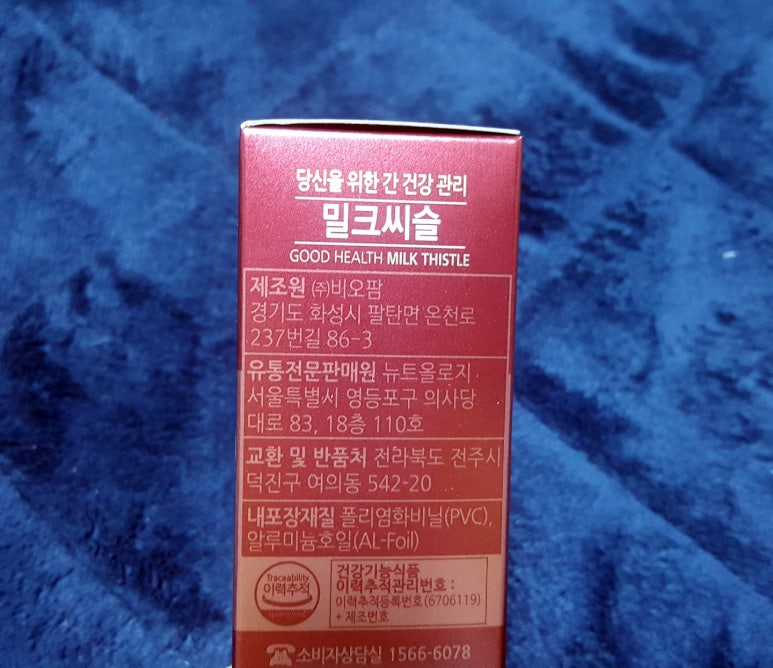 당신을 위한 간 건강 관리
밀크씨슬
GOOD HEALTH MILK THISTLE
제조원 ㈜비오팜
경기도 화성시 팔탄면 온천로
237번길 86-3
유통전문판매원 뉴트올로지
서울특별시 영등포구 의사당
대로 83, 18층 110호
교환 및 반품처 전라북도 전주시
덕진구 여의동 542-20
내포장재질 폴리염화비닐(PVC),
알루미늄호일(AL-Foil)
Traceability
이력추적
건강기능식품
이력추적관리번호 :
이력추적등록번호(6706119)
+ 제조번호
소비자상담실 1566-6078